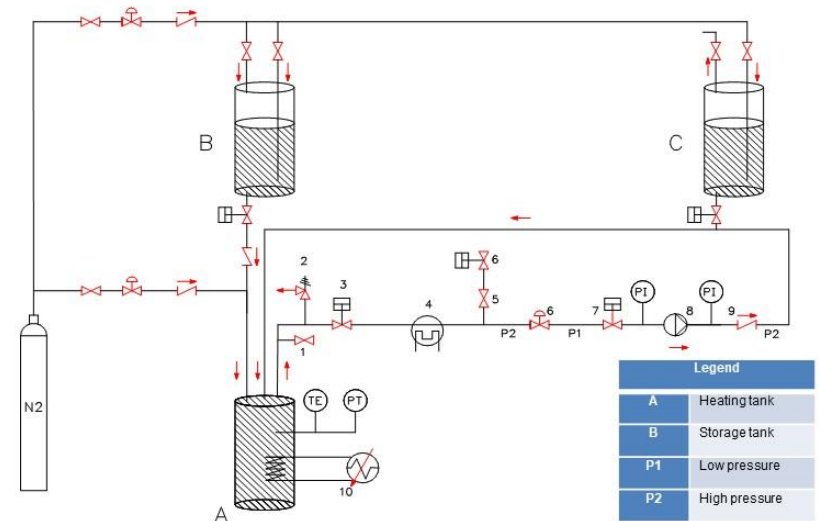 B
C
2
3
4
6
5
6
7
PI
8
PI
9
P2
P1
P2
1
N2
TE
PT
10
A
Legend
A Heating tank
B Storage tank
P1 Low pressure
P2 High pressure